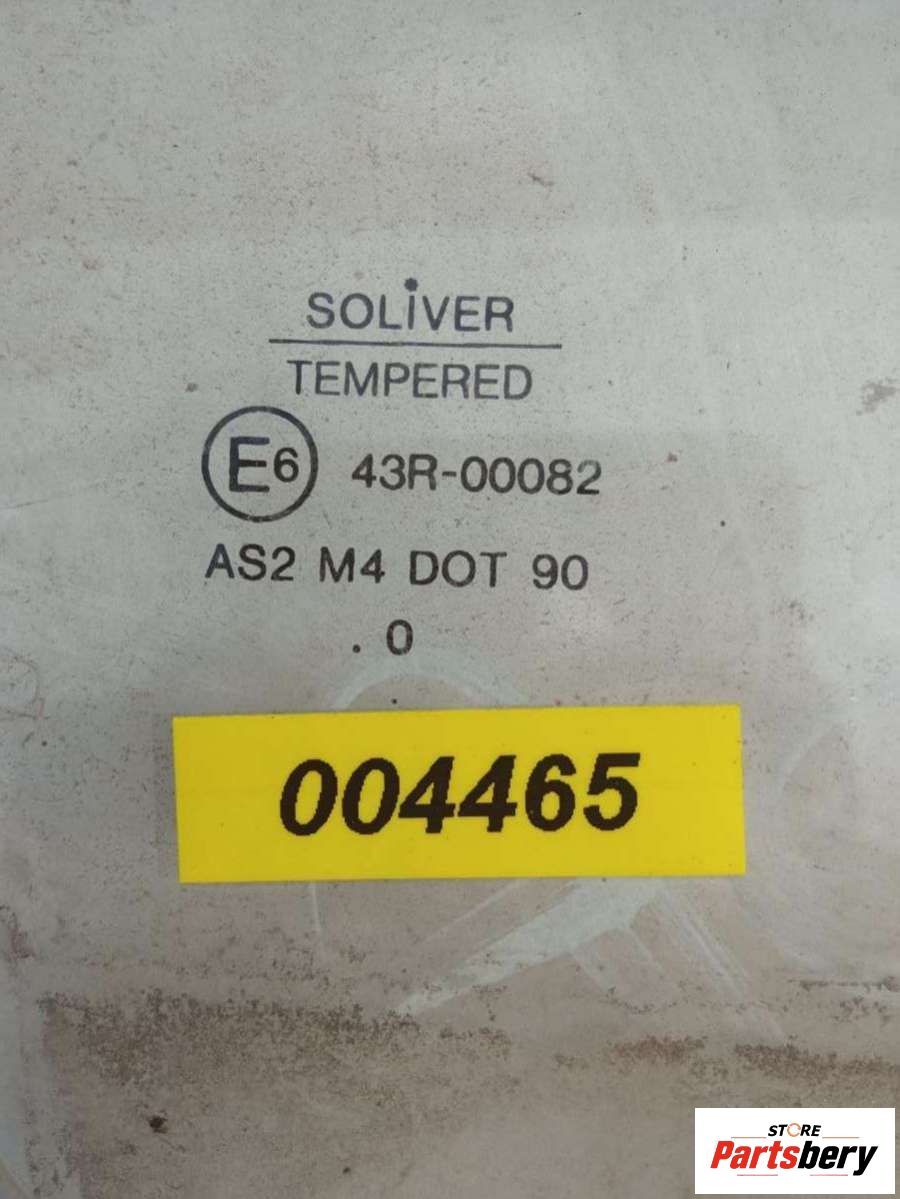 SOLiVER
TEMPERED
E6 43R-00082
AS2 M4 DOT 90
. 0
004465
STORE
Partsbery